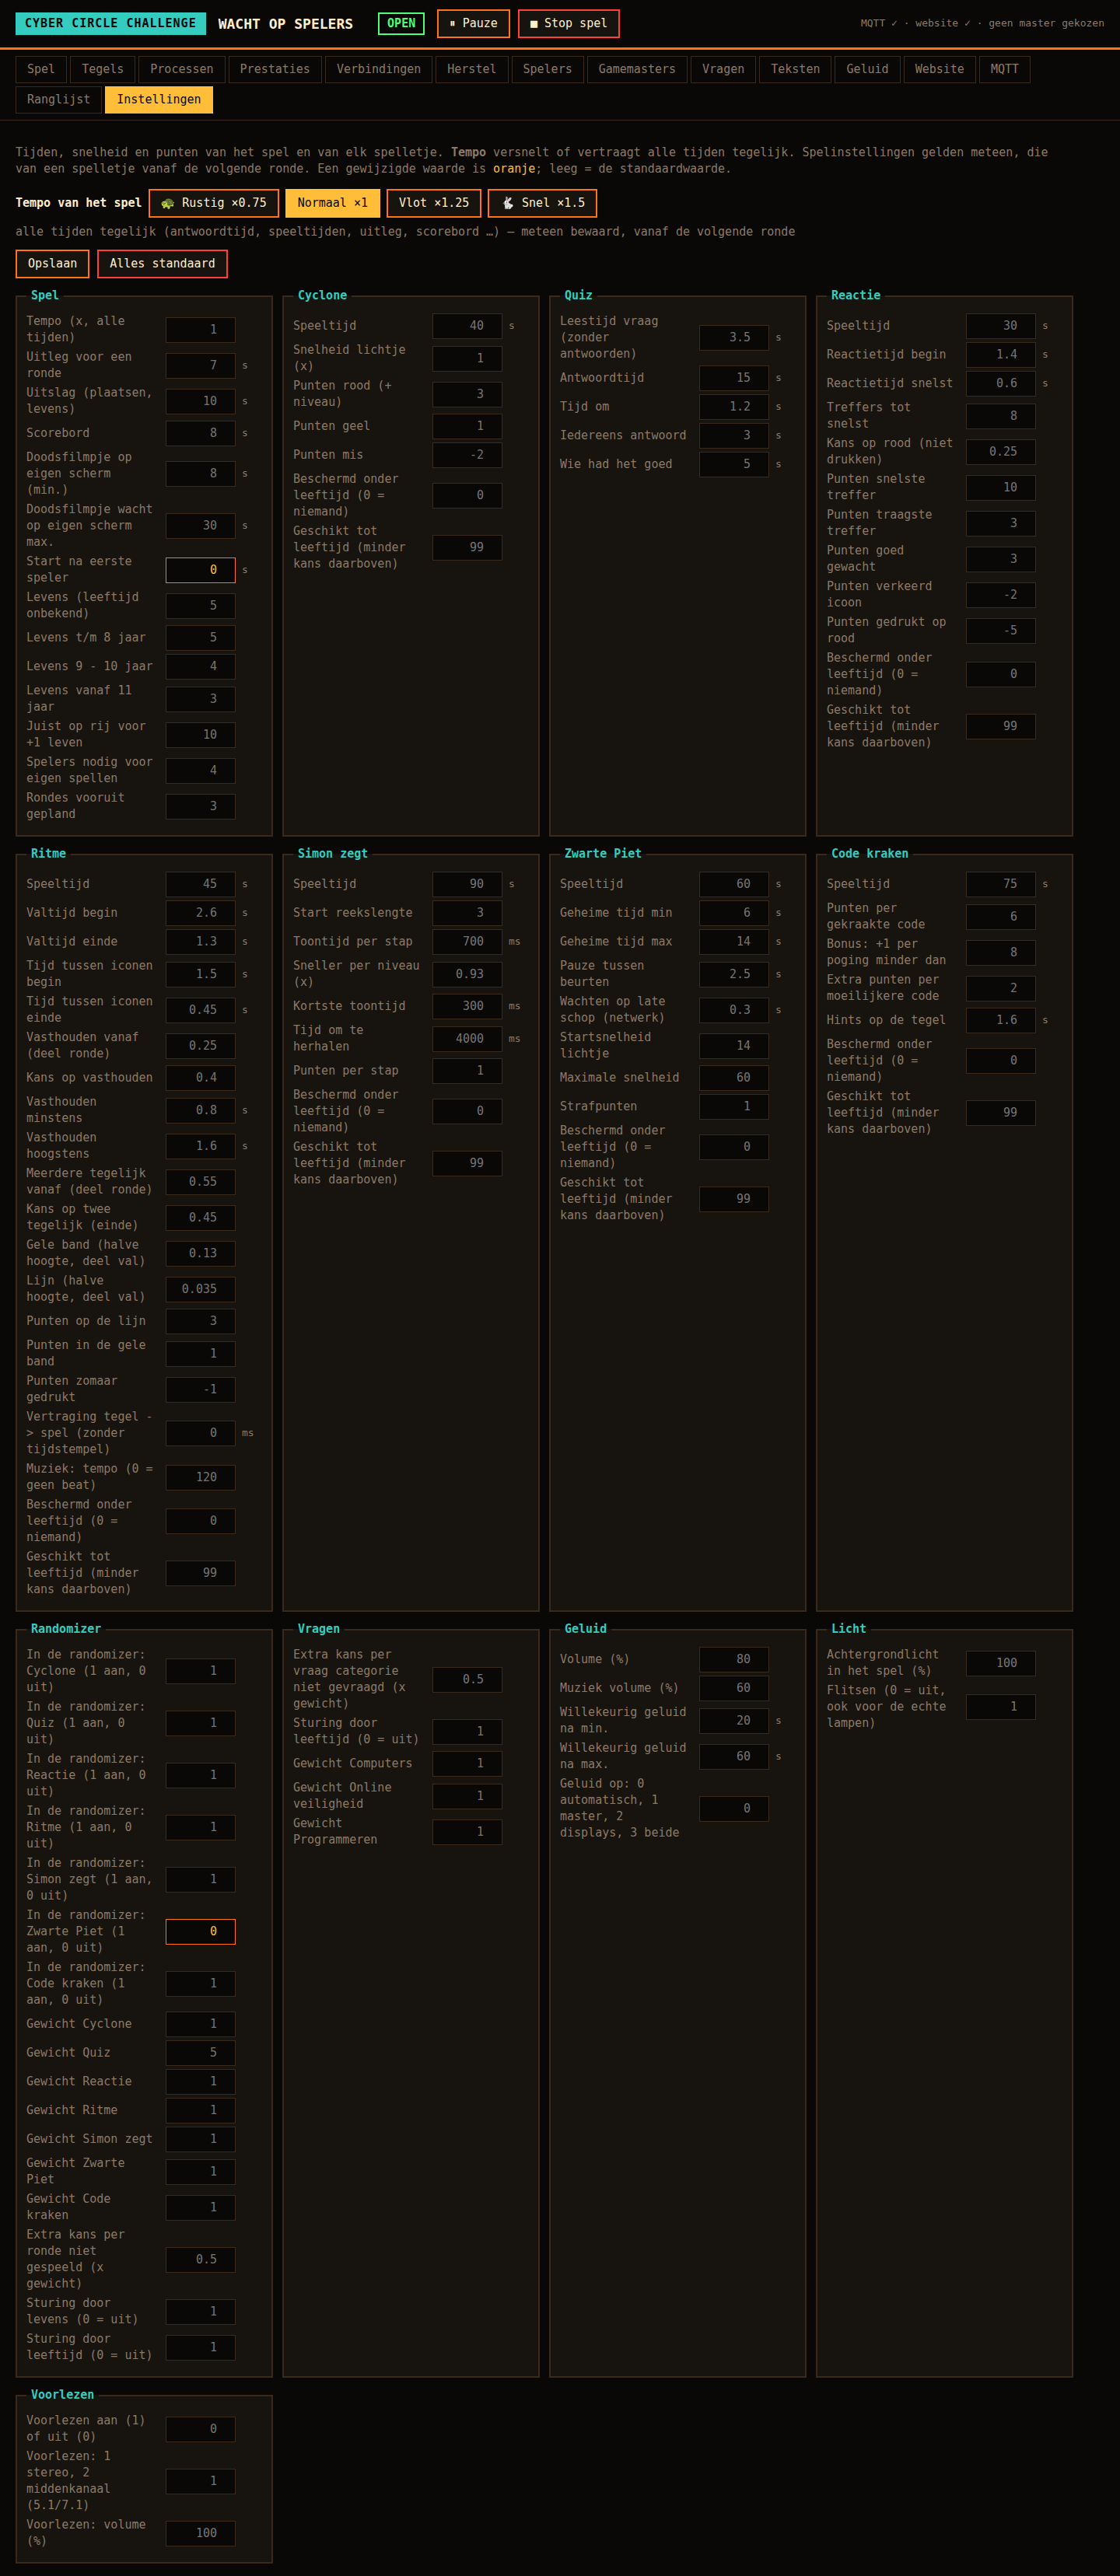 CYBER CIRCLE CHALLENGE WACHT OP SPELERS OPEN ⏸ Pauze ■ Stop spel MQTT ✓ · website ✓ · geen master gekozen
Spel Tegels Processen Prestaties Verbindingen Herstel Spelers Gamemasters Vragen Teksten Geluid Website MQTT
Ranglijst Instellingen
Tijden, snelheid en punten van het spel en van elk spelletje. Tempo versnelt of vertraagt alle tijden tegelijk. Spelinstellingen gelden meteen, die
van een spelletje vanaf de volgende ronde. Een gewijzigde waarde is oranje; leeg = de standaardwaarde.
Tempo van het spel 🐢 Rustig ×0.75 Normaal ×1 Vlot ×1.25 🐇 Snel ×1.5
alle tijden tegelijk (antwoordtijd, speeltijden, uitleg, scorebord …) — meteen bewaard, vanaf de volgende ronde
Opslaan Alles standaard
Spel
Tempo (x, alle
tijden) 1
Uitleg voor een
ronde 7 s
Uitslag (plaatsen,
levens) 10 s
Scorebord 8 s
Doodsfilmpje op
eigen scherm
(min.) 8 s
Doodsfilmpje wacht
op eigen scherm
max. 30 s
Start na eerste
speler 0 s
Levens (leeftijd
onbekend) 5
Levens t/m 8 jaar 5
Levens 9 - 10 jaar 4
Levens vanaf 11
jaar 3
Juist op rij voor
+1 leven 10
Spelers nodig voor
eigen spellen 4
Rondes vooruit
gepland 3
Cyclone
Speeltijd 40 s
Snelheid lichtje
(x) 1
Punten rood (+
niveau) 3
Punten geel 1
Punten mis -2
Beschermd onder
leeftijd (0 =
niemand) 0
Geschikt tot
leeftijd (minder
kans daarboven) 99
Quiz
Leestijd vraag
(zonder
antwoorden) 3.5 s
Antwoordtijd 15 s
Tijd om 1.2 s
Iedereens antwoord 3 s
Wie had het goed 5 s
Reactie
Speeltijd 30 s
Reactietijd begin 1.4 s
Reactietijd snelst 0.6 s
Treffers tot
snelst 8
Kans op rood (niet
drukken) 0.25
Punten snelste
treffer 10
Punten traagste
treffer 3
Punten goed
gewacht 3
Punten verkeerd
icoon -2
Punten gedrukt op
rood -5
Beschermd onder
leeftijd (0 =
niemand) 0
Geschikt tot
leeftijd (minder
kans daarboven) 99
Ritme
Speeltijd 45 s
Valtijd begin 2.6 s
Valtijd einde 1.3 s
Tijd tussen iconen
begin 1.5 s
Tijd tussen iconen
einde 0.45 s
Vasthouden vanaf
(deel ronde) 0.25
Kans op vasthouden 0.4
Vasthouden
minstens 0.8 s
Vasthouden
hoogstens 1.6 s
Meerdere tegelijk
vanaf (deel ronde) 0.55
Kans op twee
tegelijk (einde) 0.45
Gele band (halve
hoogte, deel val) 0.13
Lijn (halve
hoogte, deel val) 0.035
Punten op de lijn 3
Punten in de gele
band 1
Punten zomaar
gedrukt -1
Vertraging tegel -
> spel (zonder
tijdstempel) 0 ms
Muziek: tempo (0 =
geen beat) 120
Beschermd onder
leeftijd (0 =
niemand) 0
Geschikt tot
leeftijd (minder
kans daarboven) 99
Simon zegt
Speeltijd 90 s
Start reekslengte 3
Toontijd per stap 700 ms
Sneller per niveau
(x) 0.93
Kortste toontijd 300 ms
Tijd om te
herhalen 4000 ms
Punten per stap 1
Beschermd onder
leeftijd (0 =
niemand) 0
Geschikt tot
leeftijd (minder
kans daarboven) 99
Zwarte Piet
Speeltijd 60 s
Geheime tijd min 6 s
Geheime tijd max 14 s
Pauze tussen
beurten 2.5 s
Wachten op late
schop (netwerk) 0.3 s
Startsnelheid
lichtje 14
Maximale snelheid 60
Strafpunten 1
Beschermd onder
leeftijd (0 =
niemand) 0
Geschikt tot
leeftijd (minder
kans daarboven) 99
Code kraken
Speeltijd 75 s
Punten per
gekraakte code 6
Bonus: +1 per
poging minder dan 8
Extra punten per
moeilijkere code 2
Hints op de tegel 1.6 s
Beschermd onder
leeftijd (0 =
niemand) 0
Geschikt tot
leeftijd (minder
kans daarboven) 99
Randomizer
In de randomizer:
Cyclone (1 aan, 0
uit) 1
In de randomizer:
Quiz (1 aan, 0
uit) 1
In de randomizer:
Reactie (1 aan, 0
uit) 1
In de randomizer:
Ritme (1 aan, 0
uit) 1
In de randomizer:
Simon zegt (1 aan,
0 uit) 1
In de randomizer:
Zwarte Piet (1
aan, 0 uit) 0
In de randomizer:
Code kraken (1
aan, 0 uit) 1
Gewicht Cyclone 1
Gewicht Quiz 5
Gewicht Reactie 1
Gewicht Ritme 1
Gewicht Simon zegt 1
Gewicht Zwarte
Piet 1
Gewicht Code
kraken 1
Extra kans per
ronde niet
gespeeld (x
gewicht) 0.5
Sturing door
levens (0 = uit) 1
Sturing door
leeftijd (0 = uit) 1
Vragen
Extra kans per
vraag categorie
niet gevraagd (x
gewicht) 0.5
Sturing door
leeftijd (0 = uit) 1
Gewicht Computers 1
Gewicht Online
veiligheid 1
Gewicht
Programmeren 1
Geluid
Volume (%) 80
Muziek volume (%) 60
Willekeurig geluid
na min. 20 s
Willekeurig geluid
na max. 60 s
Geluid op: 0
automatisch, 1
master, 2
displays, 3 beide 0
Licht
Achtergrondlicht
in het spel (%) 100
Flitsen (0 = uit,
ook voor de echte
lampen) 1
Voorlezen
Voorlezen aan (1)
of uit (0) 0
Voorlezen: 1
stereo, 2
middenkanaal
(5.1/7.1) 1
Voorlezen: volume
(%) 100